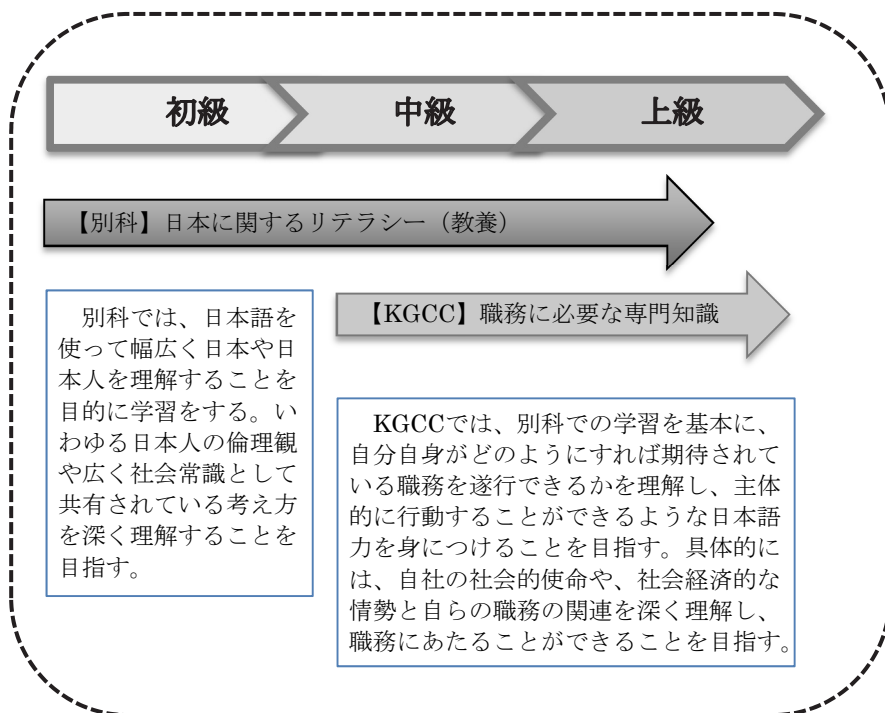 初級 中級 上級
【別科】日本に関するリテラシー（教養）
別科では、日本語を
使って幅広く日本や日
本人を理解することを
目的に学習をする。い
わゆる日本人の倫理観
や広く社会常識として
共有されている考え方
を深く理解することを
目指す。
【KGCC】職務に必要な専門知識
KGCCでは、別科での学習を基本に、
自分自身がどのようにすれば期待されて
いる職務を遂行できるかを理解し、主体
的に行動することができるような日本語
力を身につけることを目指す。具体的に
は、自社の社会的使命や、社会経済的な
情勢と自らの職務の関連を深く理解し、
職務にあたることができることを目指す。